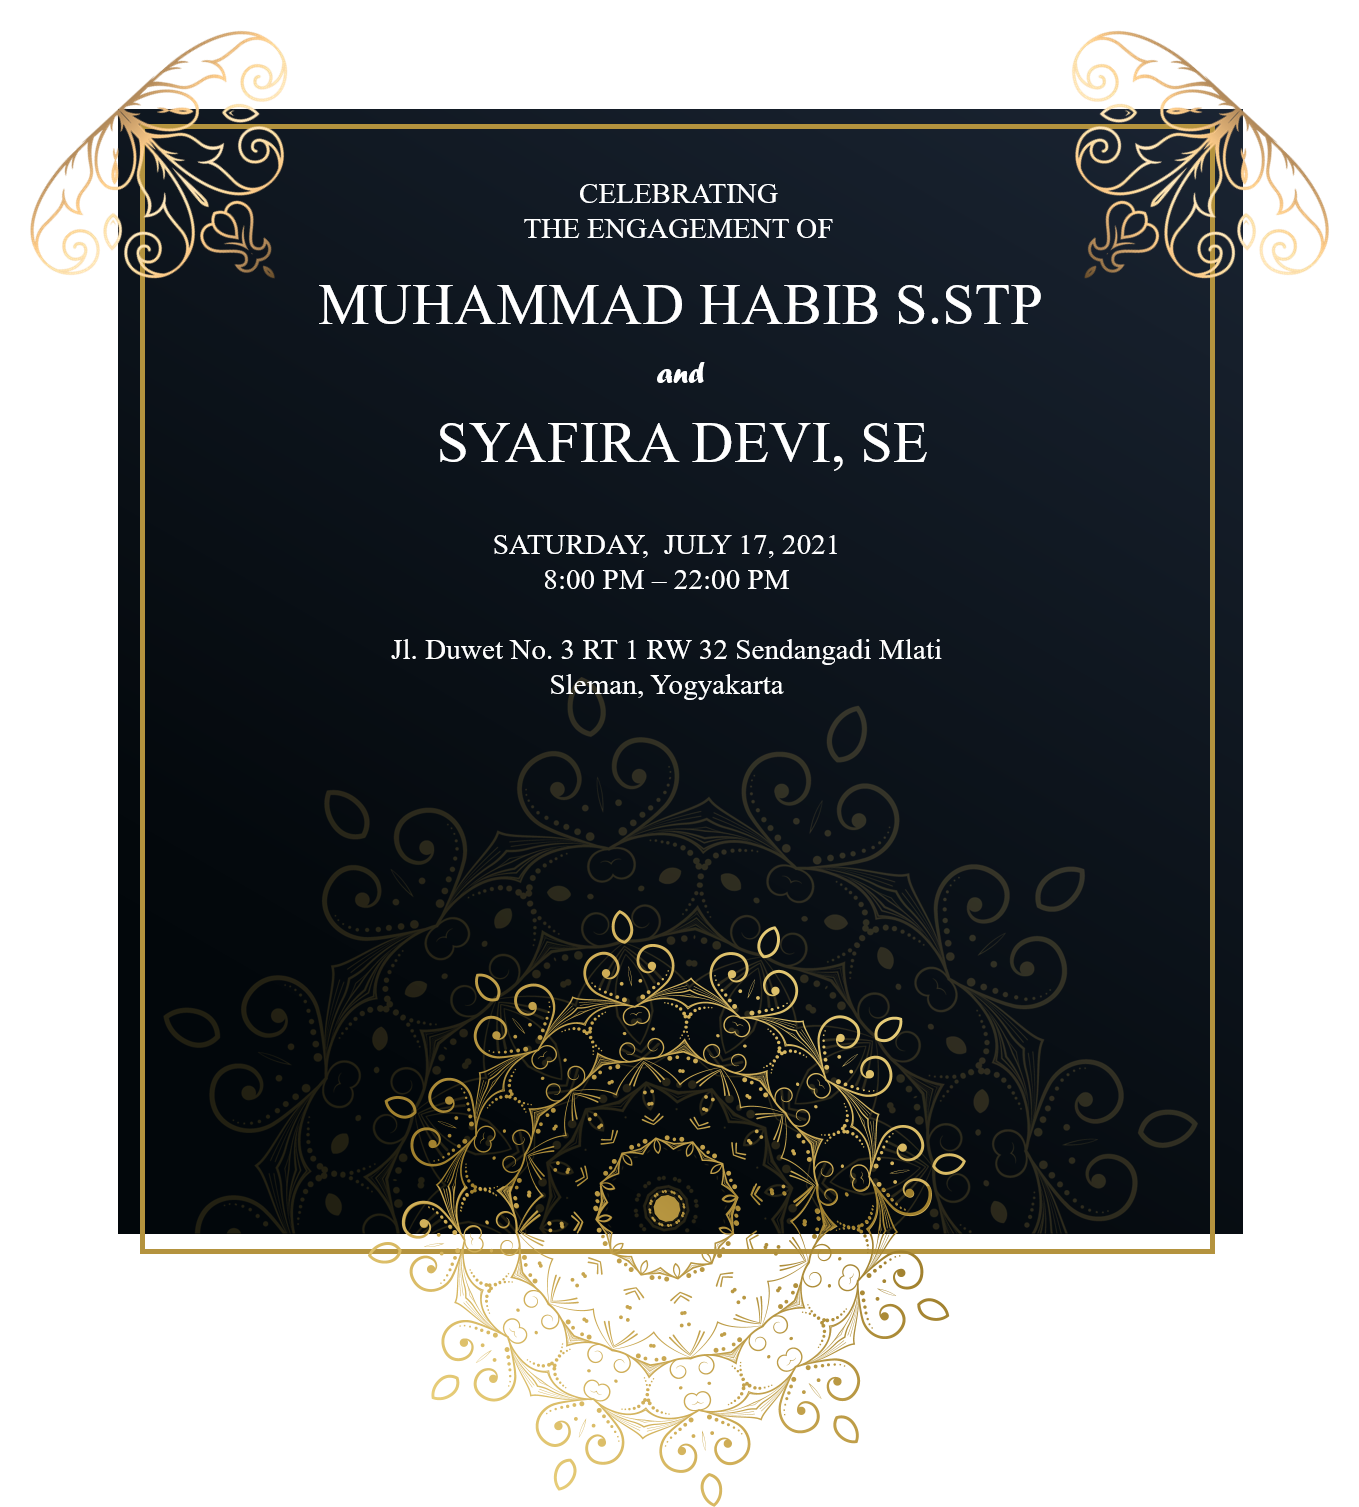 CELEBRATING
THE ENGAGEMENT OF
MUHAMMAD HABIB S.STP
and
SYAFIRA DEVI, SE
SATURDAY,  JULY 17, 2021
8:00 PM – 22:00 PM
Jl. Duwet No. 3 RT 1 RW 32 Sendangadi Mlati
Sleman, Yogyakarta